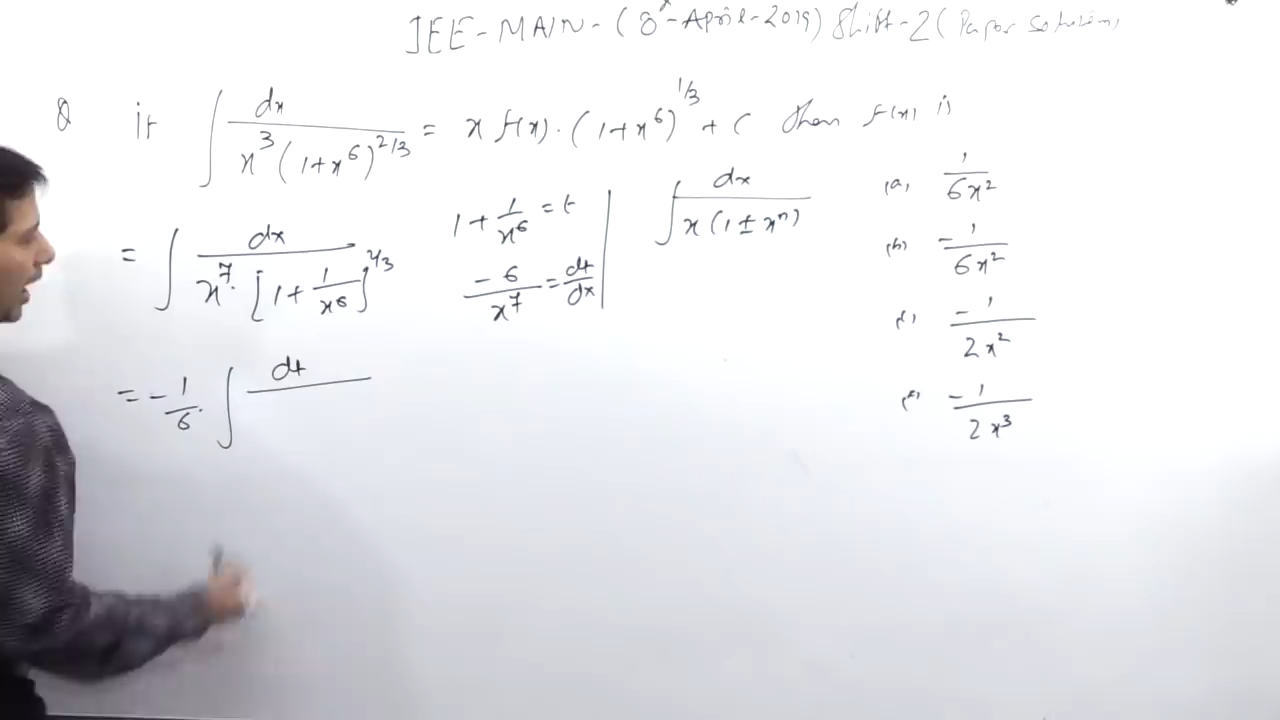 JEE-MAIN-(8-April-2019) Shift-2 (Paper solution)
Q If ∫ dx / x³(1+x⁶)^2/3 = x f(x).(1+x⁶)^1/3 + C then f(x) is
(a) 1/6x²
(b) -1/6x²
-1/2x²
-1/2x³
= ∫ dx / x⁷.[1+1/x⁶]^2/3
1+1/x⁶ = t
-6/x⁷ = dt/dx
∫ dx / x(1±xⁿ)
= -1/6. ∫ dt